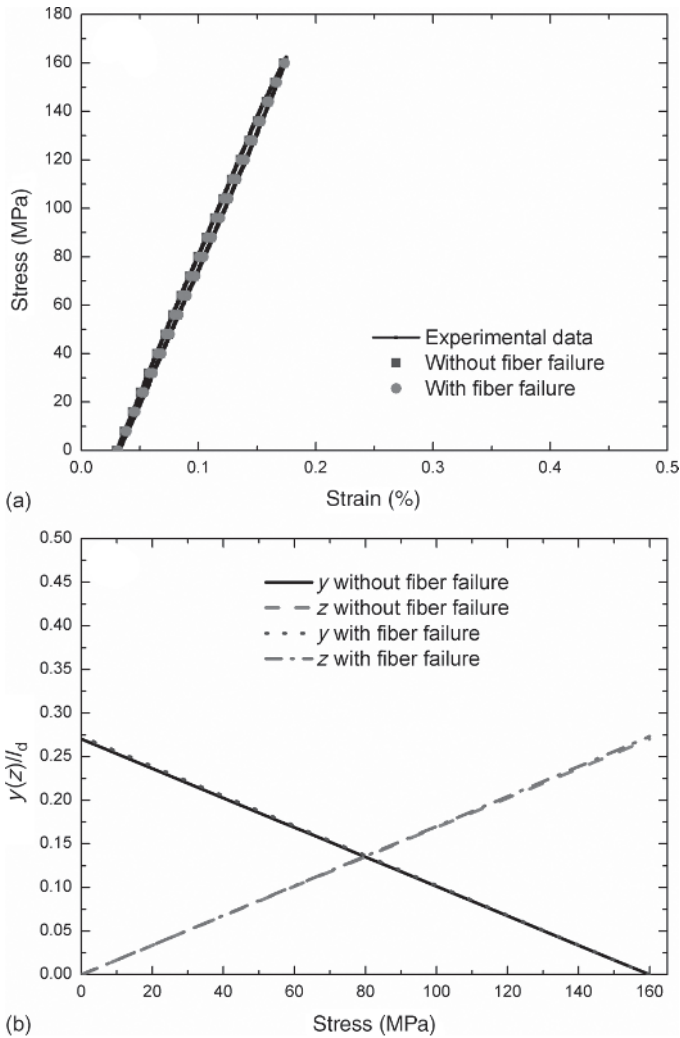 180
160
140
120
100
80
60
40
20
0
Stress (MPa)
Experimental data
Without fiber failure
With fiber failure
0.0 0.1 0.2 0.3 0.4 0.5
Strain (%)
(a)
0.50
0.45
0.40
0.35
0.30
0.25
0.20
0.15
0.10
0.05
0.00
y(z)/l_d
y without fiber failure
z without fiber failure
y with fiber failure
z with fiber failure
0 20 40 60 80 100 120 140 160
Stress (MPa)
(b)